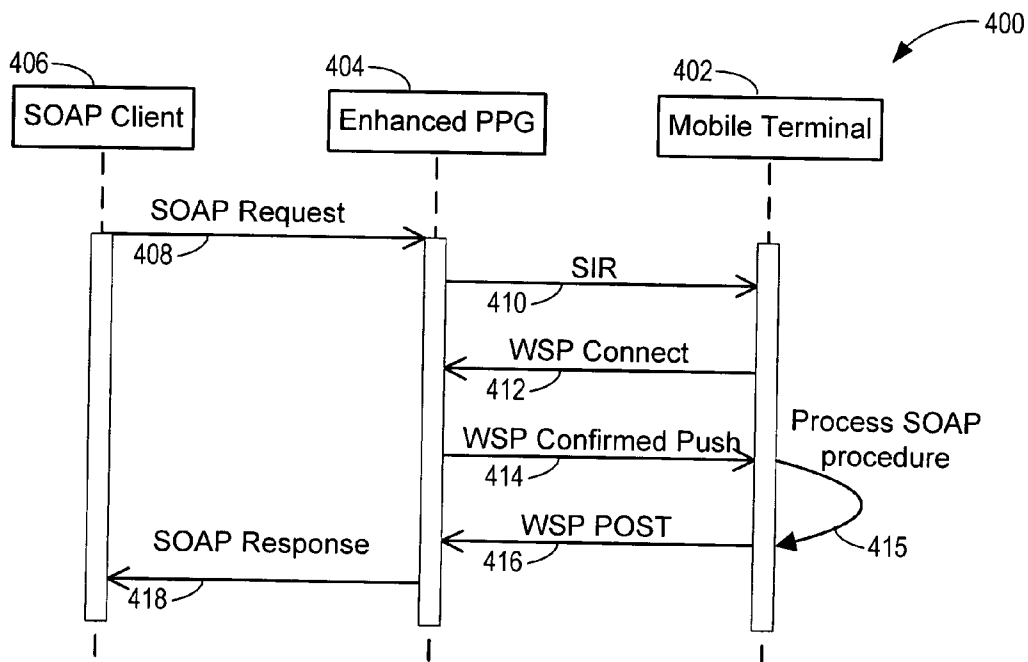 400
406
404
402
SOAP Client
Enhanced PPG
Mobile Terminal
SOAP Request
408
SIR
410
WSP Connect
412
WSP Confirmed Push
414
Process SOAP
procedure
415
WSP POST
416
SOAP Response
418